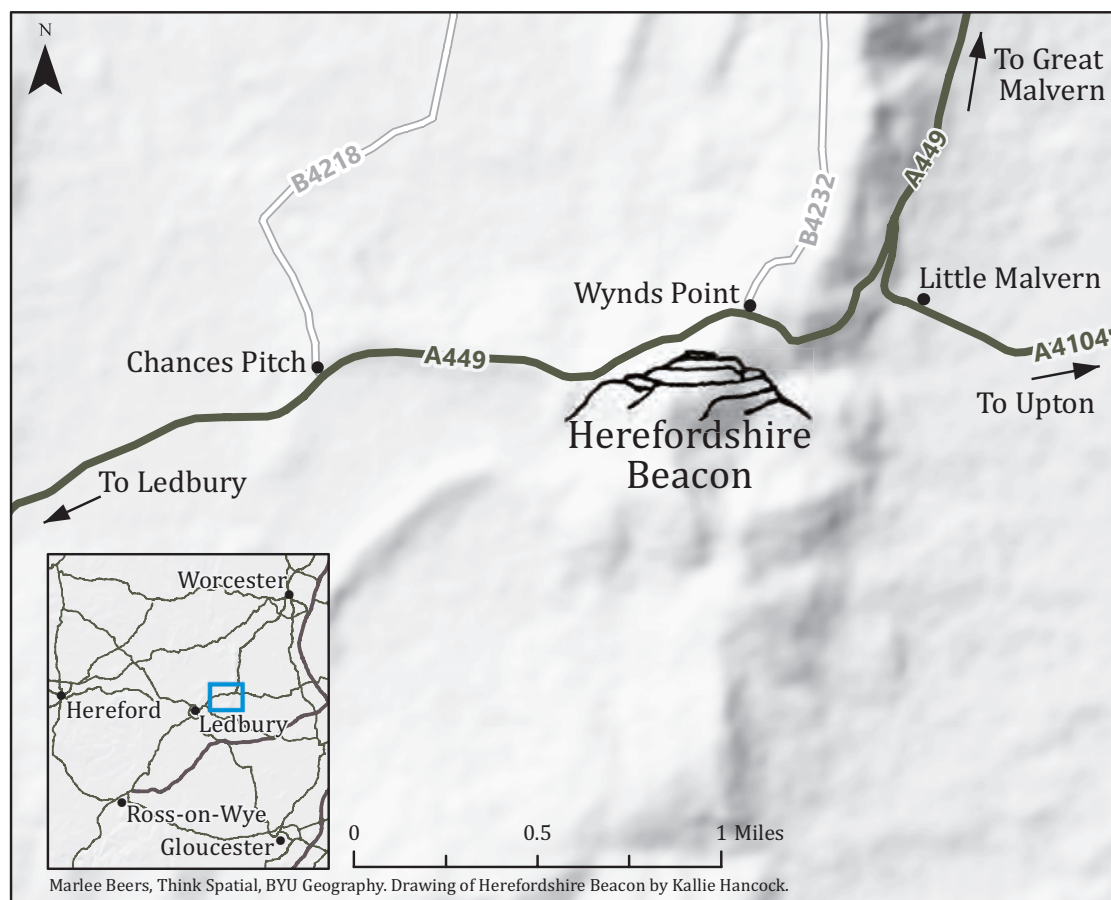 N
To Great
Malvern
B4218
A449
B4232
Little Malvern
Wynds Point
Chances Pitch
A449
A4104
To Upton
Herefordshire
Beacon
To Ledbury
Worcester
Hereford
Ledbury
Ross-on-Wye
Gloucester
0
0.5
1 Miles
Marlee Beers, Think Spatial, BYU Geography. Drawing of Herefordshire Beacon by Kallie Hancock.